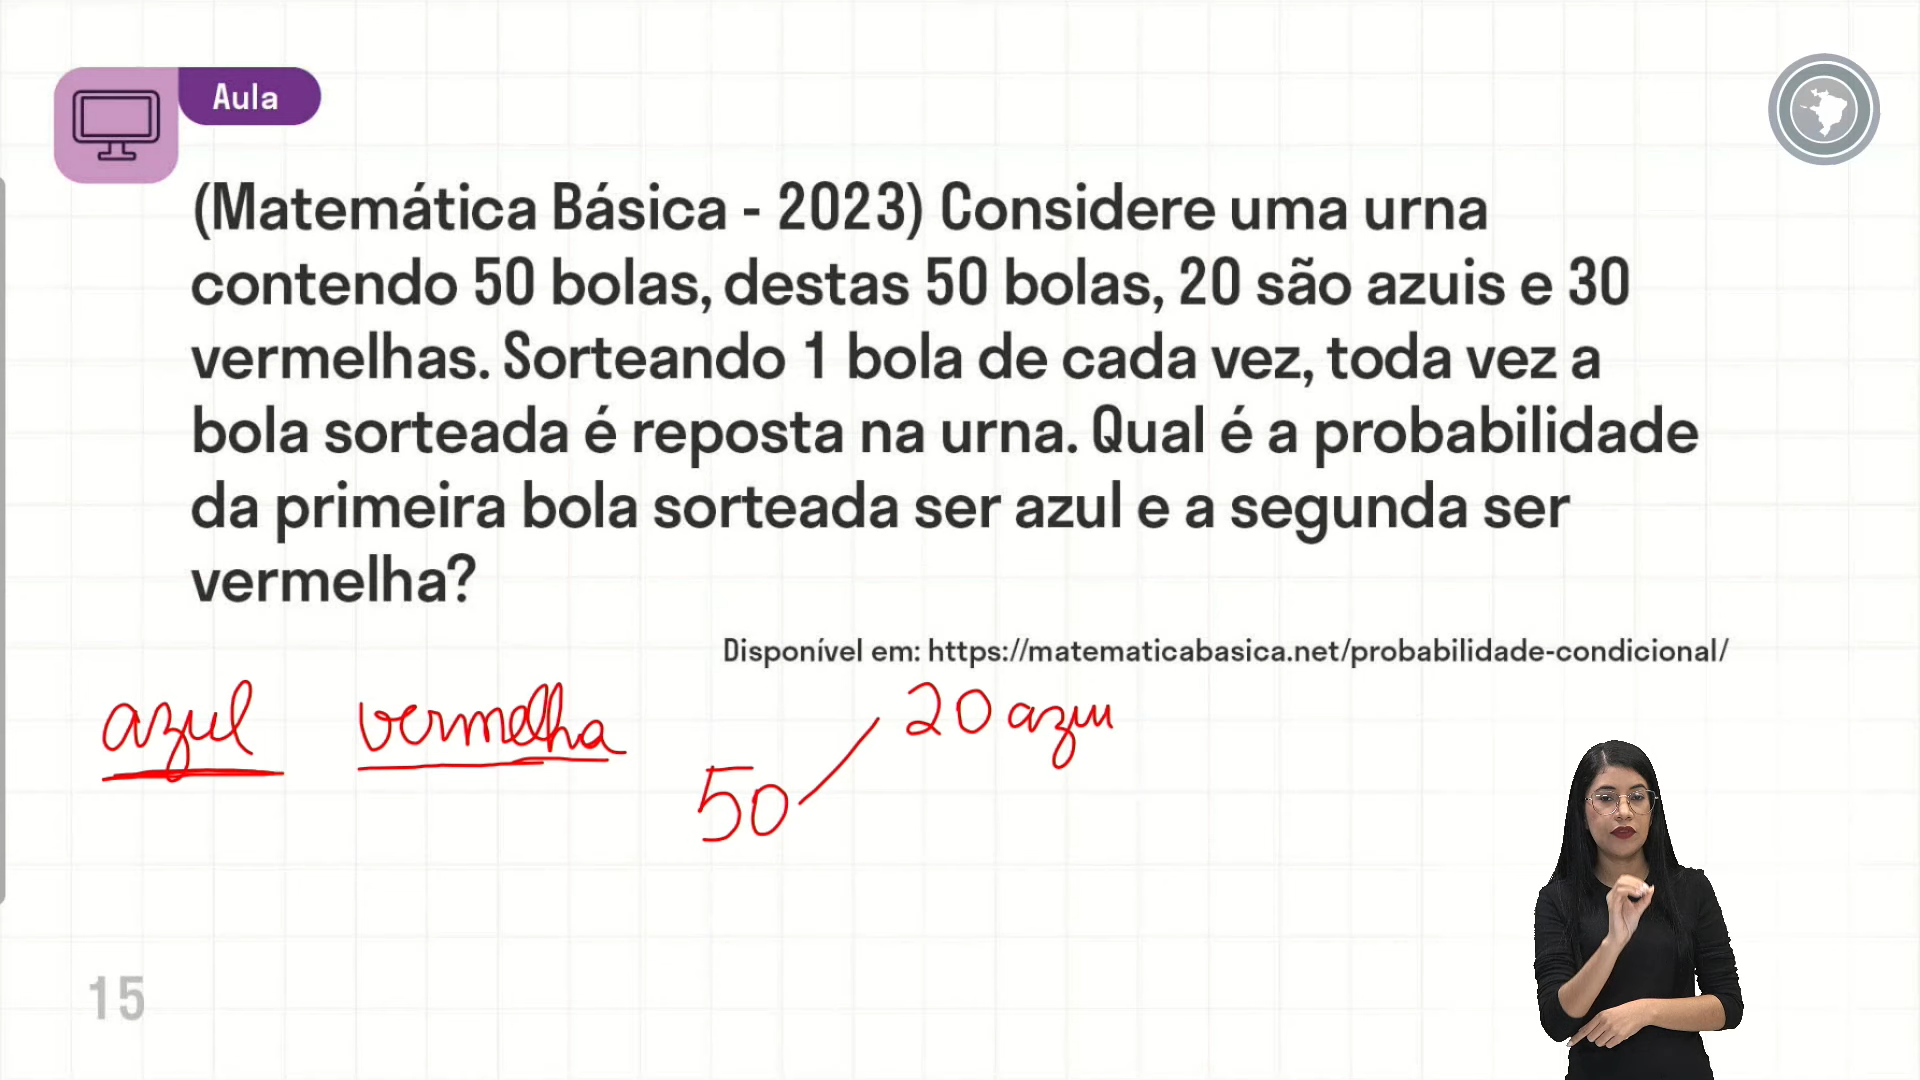 Aula
(Matemática Básica - 2023) Considere uma urna
contendo 50 bolas, destas 50 bolas, 20 são azuis e 30
vermelhas. Sorteando 1 bola de cada vez, toda vez a
bola sorteada é reposta na urna. Qual é a probabilidade
da primeira bola sorteada ser azul e a segunda ser
vermelha?
Disponível em: https://matematicabasica.net/probabilidade-condicional/
azul vermelha 20 azu
50
15